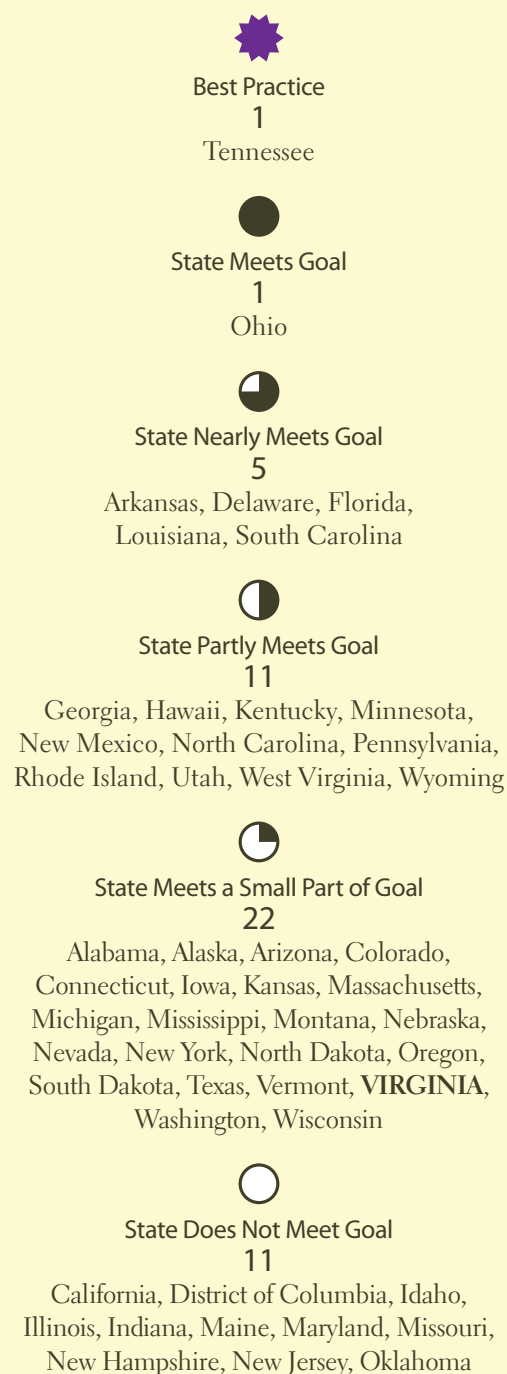 Best Practice
1
Tennessee
State Meets Goal
1
Ohio
State Nearly Meets Goal
5
Arkansas, Delaware, Florida,
Louisiana, South Carolina
State Partly Meets Goal
11
Georgia, Hawaii, Kentucky, Minnesota,
New Mexico, North Carolina, Pennsylvania,
Rhode Island, Utah, West Virginia, Wyoming
State Meets a Small Part of Goal
22
Alabama, Alaska, Arizona, Colorado,
Connecticut, Iowa, Kansas, Massachusetts,
Michigan, Mississippi, Montana, Nebraska,
Nevada, New York, North Dakota, Oregon,
South Dakota, Texas, Vermont, VIRGINIA,
Washington, Wisconsin
State Does Not Meet Goal
11
California, District of Columbia, Idaho,
Illinois, Indiana, Maine, Maryland, Missouri,
New Hampshire, New Jersey, Oklahoma